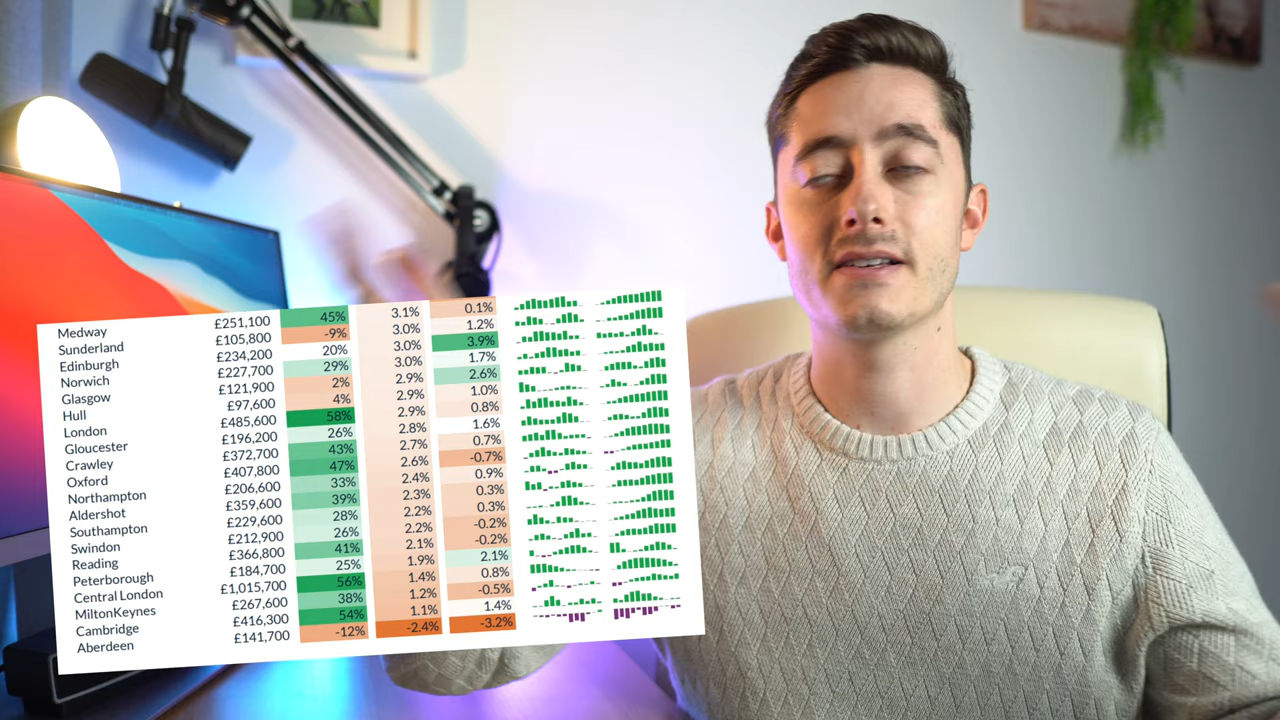 Medway £251,100 45% 3.1% 0.1%
Sunderland £105,800 -9% 3.0% 1.2%
Edinburgh £234,200 20% 3.0% 3.9%
Norwich £227,700 29% 3.0% 1.7%
Glasgow £121,900 2% 2.9% 2.6%
Hull £97,600 4% 2.9% 1.0%
London £485,600 58% 2.9% 0.8%
Gloucester £196,200 26% 2.8% 1.6%
Crawley £372,700 43% 2.7% 0.7%
Oxford £407,800 47% 2.6% -0.7%
Northampton £206,600 33% 2.4% 0.9%
Aldershot £359,600 39% 2.3% 0.3%
Southampton £229,600 28% 2.2% 0.3%
Swindon £212,900 26% 2.2% -0.2%
Reading £366,800 41% 2.1% -0.2%
Peterborough £184,700 25% 1.9% 2.1%
Central London £1,015,700 56% 1.4% 0.8%
MiltonKeynes £267,600 38% 1.2% -0.5%
Cambridge £416,300 54% 1.1% 1.4%
Aberdeen £141,700 -12% -2.4% -3.2%